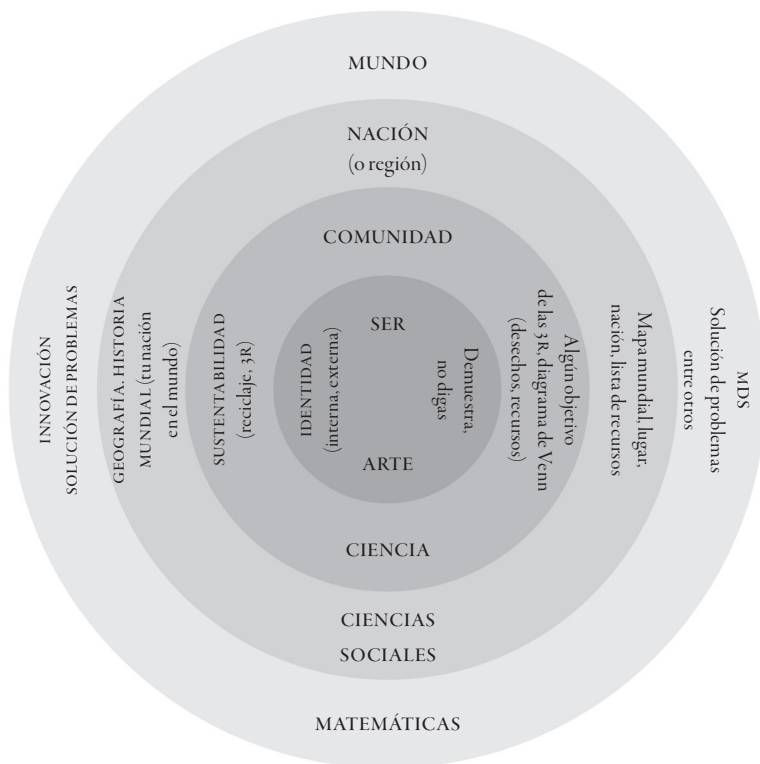 MUNDO
NACIÓN
(o región)
COMUNIDAD
SER
INNOVACIÓN
SOLUCIÓN DE PROBLEMAS
GEOGRAFÍA. HISTORIA
MUNDIAL (tu nación
en el mundo)
SUSTENTABILIDAD
(reciclaje, 3R)
IDENTIDAD
(interna, externa)
Demuestra,
no digas
Algún objetivo
de las 3R, diagrama de Venn
(desechos, recursos)
Mapa mundial, lugar,
nación, lista de recursos
MDS
Solución de problemas
entre otros
ARTE
CIENCIA
CIENCIAS
SOCIALES
MATEMÁTICAS